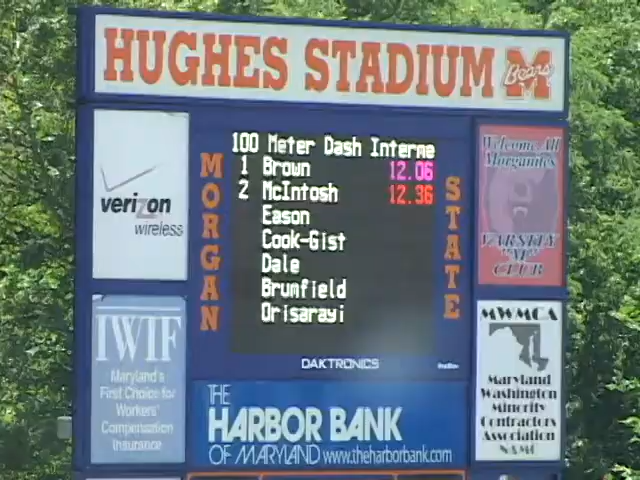 HUGHES STADIUM M Bears
verizon
wireless
MORGAN
100 Meter Dash Interme
1 Brown 12.06
2 McIntosh 12.36
Eason
Cook-Gist
Dale
Brumfield
Orisarayi
STATE
DAKTRONICS
Welcome All
Morganites
VARSITY
"M"
CLUB
IWIF
Maryland's
First Choice for
Workers'
Compensation
Insurance
THE
HARBOR BANK
OF MARYLAND www.theharborbank.com
MWMCA
Maryland
Washington
Minority
Contractors
Association